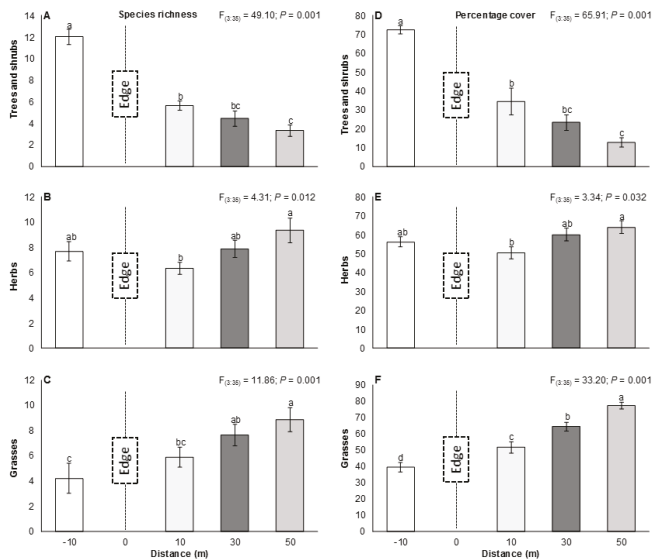 A
Species richness
F(3:35) = 49.10; P = 0.001
Trees and shrubs
14
12
10
8
6
4
2
0
a
Edge
b
bc
c
D
Percentage cover
F(3:35) = 65.91; P = 0.001
Trees and shrubs
80
70
60
50
40
30
20
10
0
a
Edge
b
bc
c
B
F(3:35) = 4.31; P = 0.012
Herbs
12
10
8
6
4
2
0
ab
Edge
b
ab
a
E
F(3:35) = 3.34; P = 0.032
Herbs
80
70
60
50
40
30
20
10
0
ab
Edge
b
ab
a
C
F(3:35) = 11.86; P = 0.001
Grasses
12
10
8
6
4
2
0
c
Edge
bc
ab
a
-10
0
10
30
50
Distance (m)
F
F(3:35) = 33.20; P = 0.001
Grasses
90
80
70
60
50
40
30
20
10
0
d
Edge
c
b
a
-10
0
10
30
50
Distance (m)